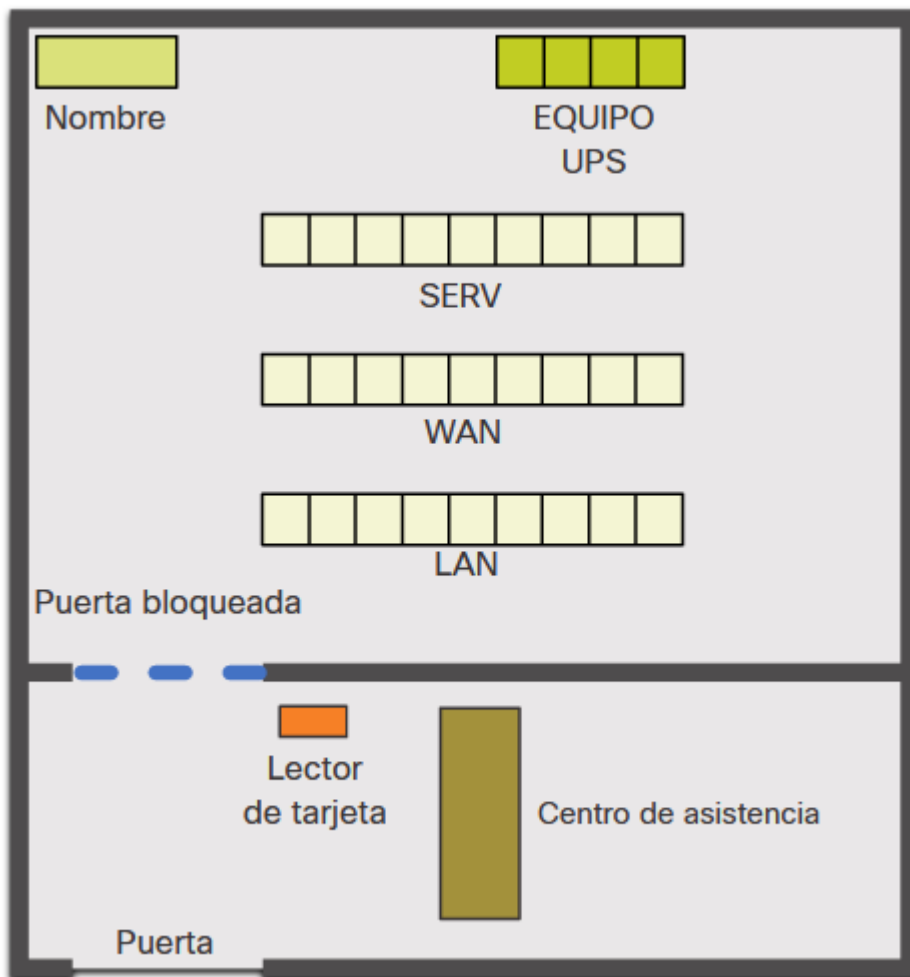 Nombre
EQUIPO
UPS
SERV
WAN
LAN
Puerta bloqueada
Lector
de tarjeta
Centro de asistencia
Puerta